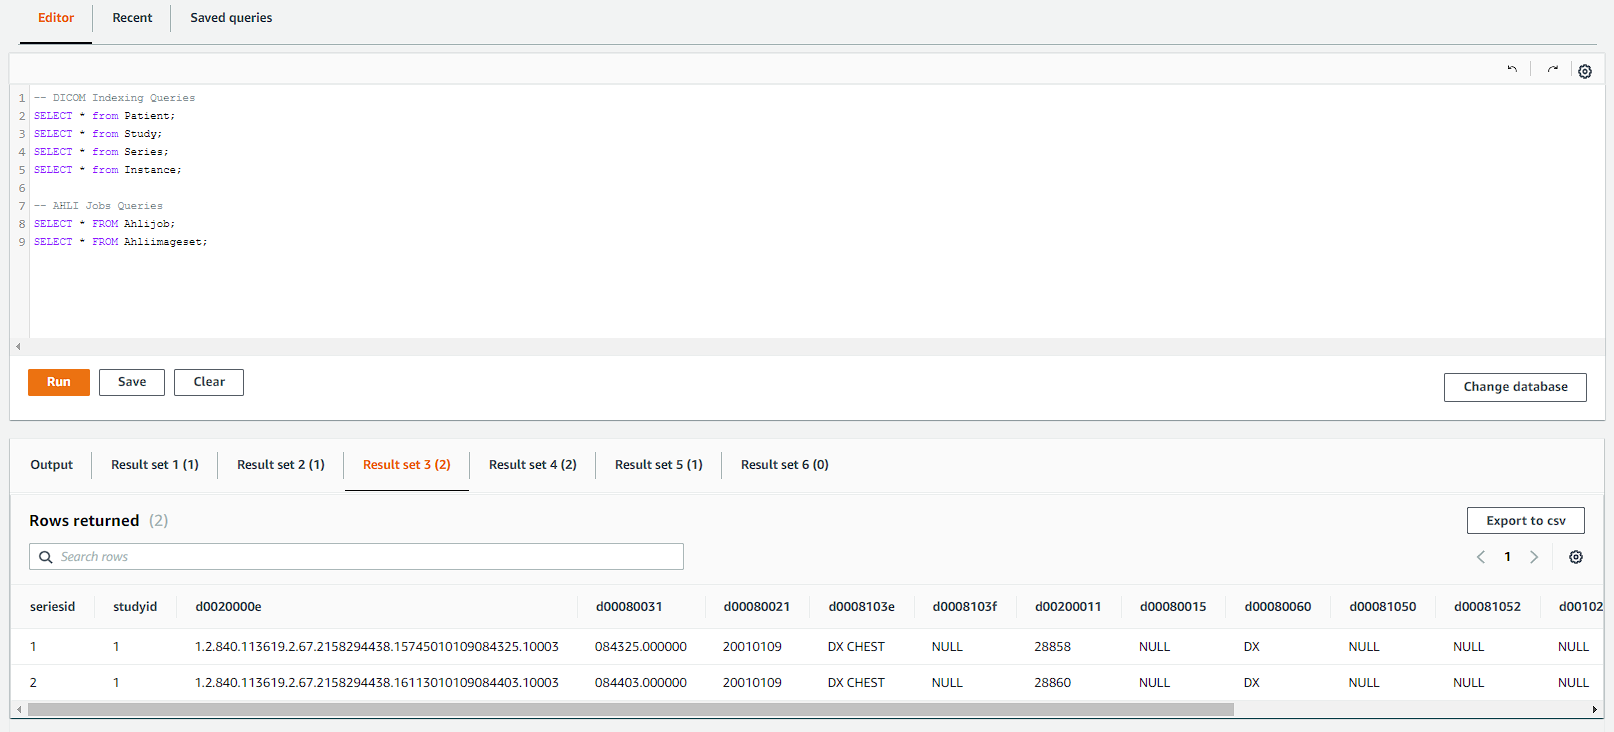 Editor Recent Saved queries
1 -- DICOM Indexing Queries
2 SELECT * from Patient;
3 SELECT * from Study;
4 SELECT * from Series;
5 SELECT * from Instance;
6
7 -- AHLI Jobs Queries
8 SELECT * FROM Ahlijob;
9 SELECT * FROM Ahliimageset;
Run Save Clear Change database
Output Result set 1 (1) Result set 2 (1) Result set 3 (2) Result set 4 (2) Result set 5 (1) Result set 6 (0)
Rows returned (2) Export to csv
Search rows 1
seriesid studyid d0020000e d00080031 d00080021 d0008103e d0008103f d00200011 d00080015 d00080060 d00081050 d00081052 d00102
1 1 1.2.840.113619.2.67.2158294438.15745010109084325.10003 084325.000000 20010109 DX CHEST NULL 28858 NULL DX NULL NULL NULL
2 1 1.2.840.113619.2.67.2158294438.16113010109084403.10003 084403.000000 20010109 DX CHEST NULL 28860 NULL DX NULL NULL NULL